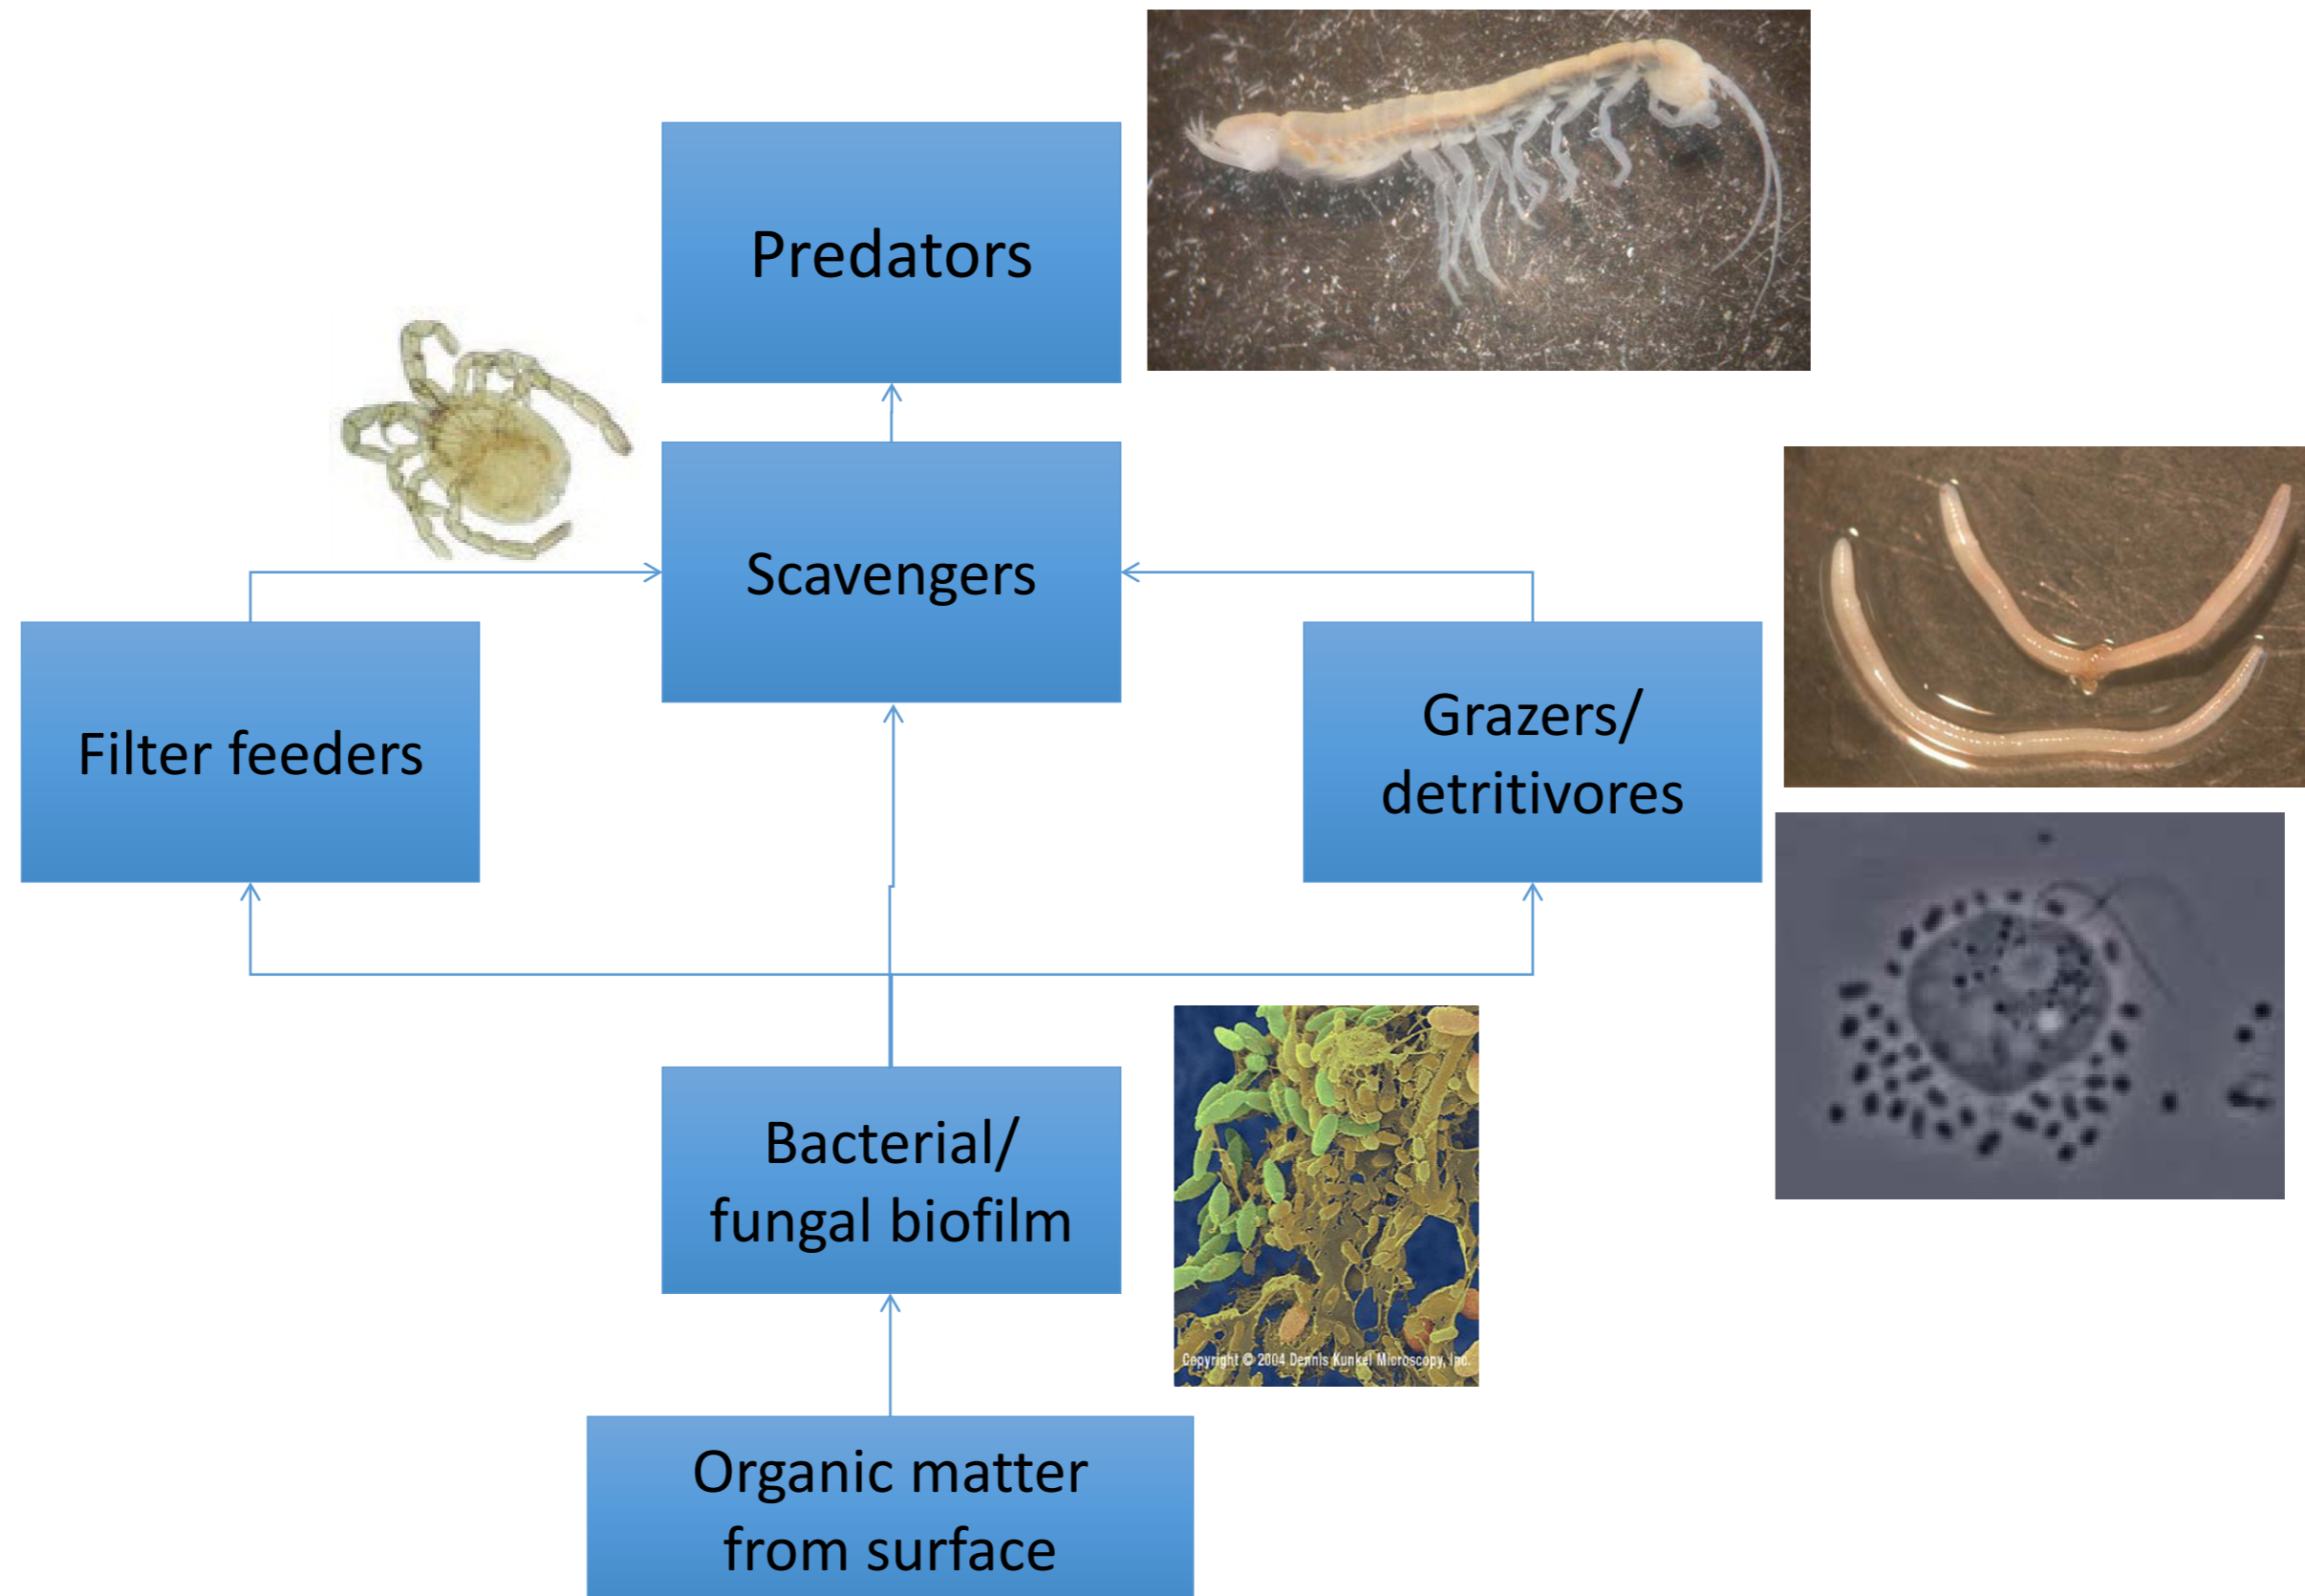 Predators
Scavengers
Filter feeders
Grazers/
detritivores
Bacterial/
fungal biofilm
Copyright © 2004 Dennis Kunkel Microscopy, Inc.
Organic matter
from surface